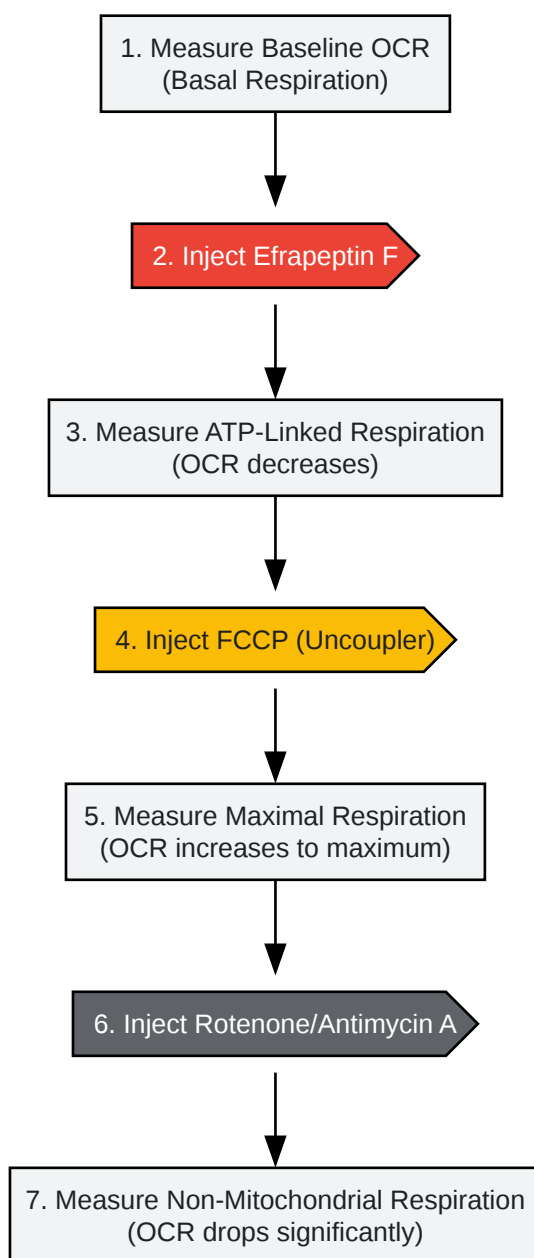 1. Measure Baseline OCR
(Basal Respiration)
2. Inject Efrapeptin F
3. Measure ATP-Linked Respiration
(OCR decreases)
4. Inject FCCP (Uncoupler)
5. Measure Maximal Respiration
(OCR increases to maximum)
6. Inject Rotenone/Antimycin A
7. Measure Non-Mitochondrial Respiration
(OCR drops significantly)